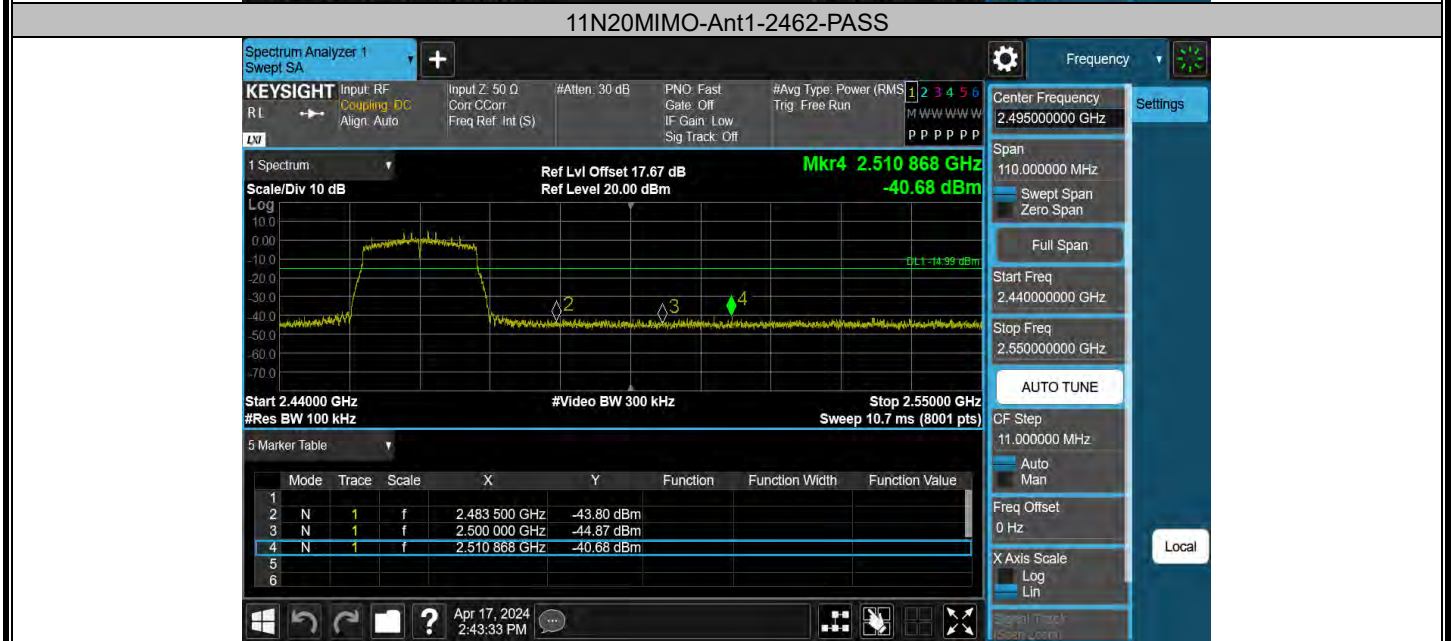 11N20MIMO-Ant1-2462-PASS
Spectrum Analyzer 1
Swept SA
+
Frequency
KEYSIGHT
RL
LXI
Input: RF
Coupling: DC
Align: Auto
Input Z: 50 Ω
Corr CCorr
Freq Ref: Int (S)
#Atten: 30 dB
PNO: Fast
Gate: Off
IF Gain: Low
Sig Track: Off
#Avg Type: Power (RMS
Trig: Free Run
1 2 3 4 5 6
M W W W W W
P P P P P P
1 Spectrum
Scale/Div 10 dB
Ref Lvl Offset 17.67 dB
Ref Level 20.00 dBm
Mkr4 2.510 868 GHz
-40.68 dBm
Log
10.0
0.00
-10.0
-20.0
-30.0
-40.0
-50.0
-60.0
-70.0
DL1 -14.99 dBm
2
3
4
Start 2.44000 GHz
#Video BW 300 kHz
Stop 2.55000 GHz
#Res BW 100 kHz
Sweep 10.7 ms (8001 pts)
5 Marker Table
Mode Trace Scale X Y Function Function Width Function Value
1
2 N 1 f 2.483 500 GHz -43.80 dBm
3 N 1 f 2.500 000 GHz -44.87 dBm
4 N 1 f 2.510 868 GHz -40.68 dBm
5
6
Apr 17, 2024
2:43:33 PM
?
Center Frequency
2.495000000 GHz
Settings
Span
110.000000 MHz
Swept Span
Zero Span
Full Span
Start Freq
2.440000000 GHz
Stop Freq
2.550000000 GHz
AUTO TUNE
CF Step
11.000000 MHz
Auto
Man
Freq Offset
0 Hz
X Axis Scale
Log
Lin
Local
Signal Track
(Span Zoom)